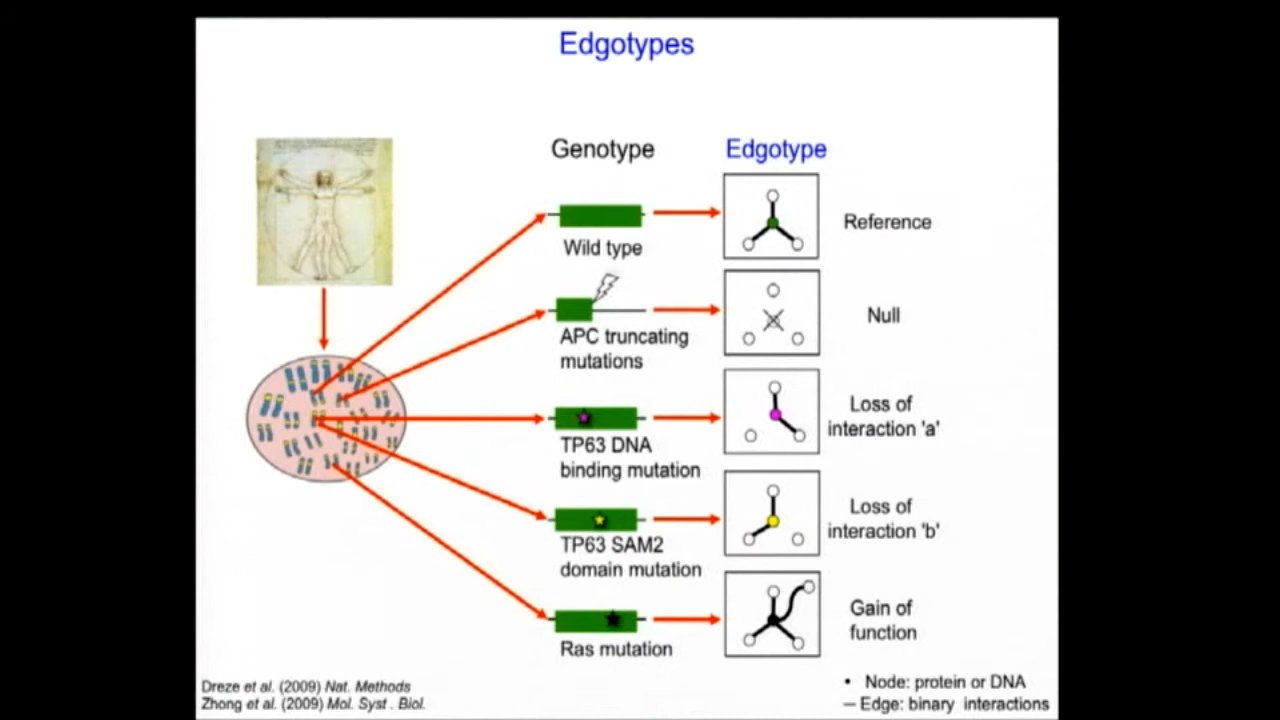 Edgotypes
Genotype
Edgotype
Wild type
Reference
APC truncating
mutations
Null
TP63 DNA
binding mutation
Loss of
interaction 'a'
TP63 SAM2
domain mutation
Loss of
interaction 'b'
Ras mutation
Gain of
function
Dreze et al. (2009) Nat. Methods
Zhong et al. (2009) Mol. Syst . Biol.
• Node: protein or DNA
— Edge: binary interactions